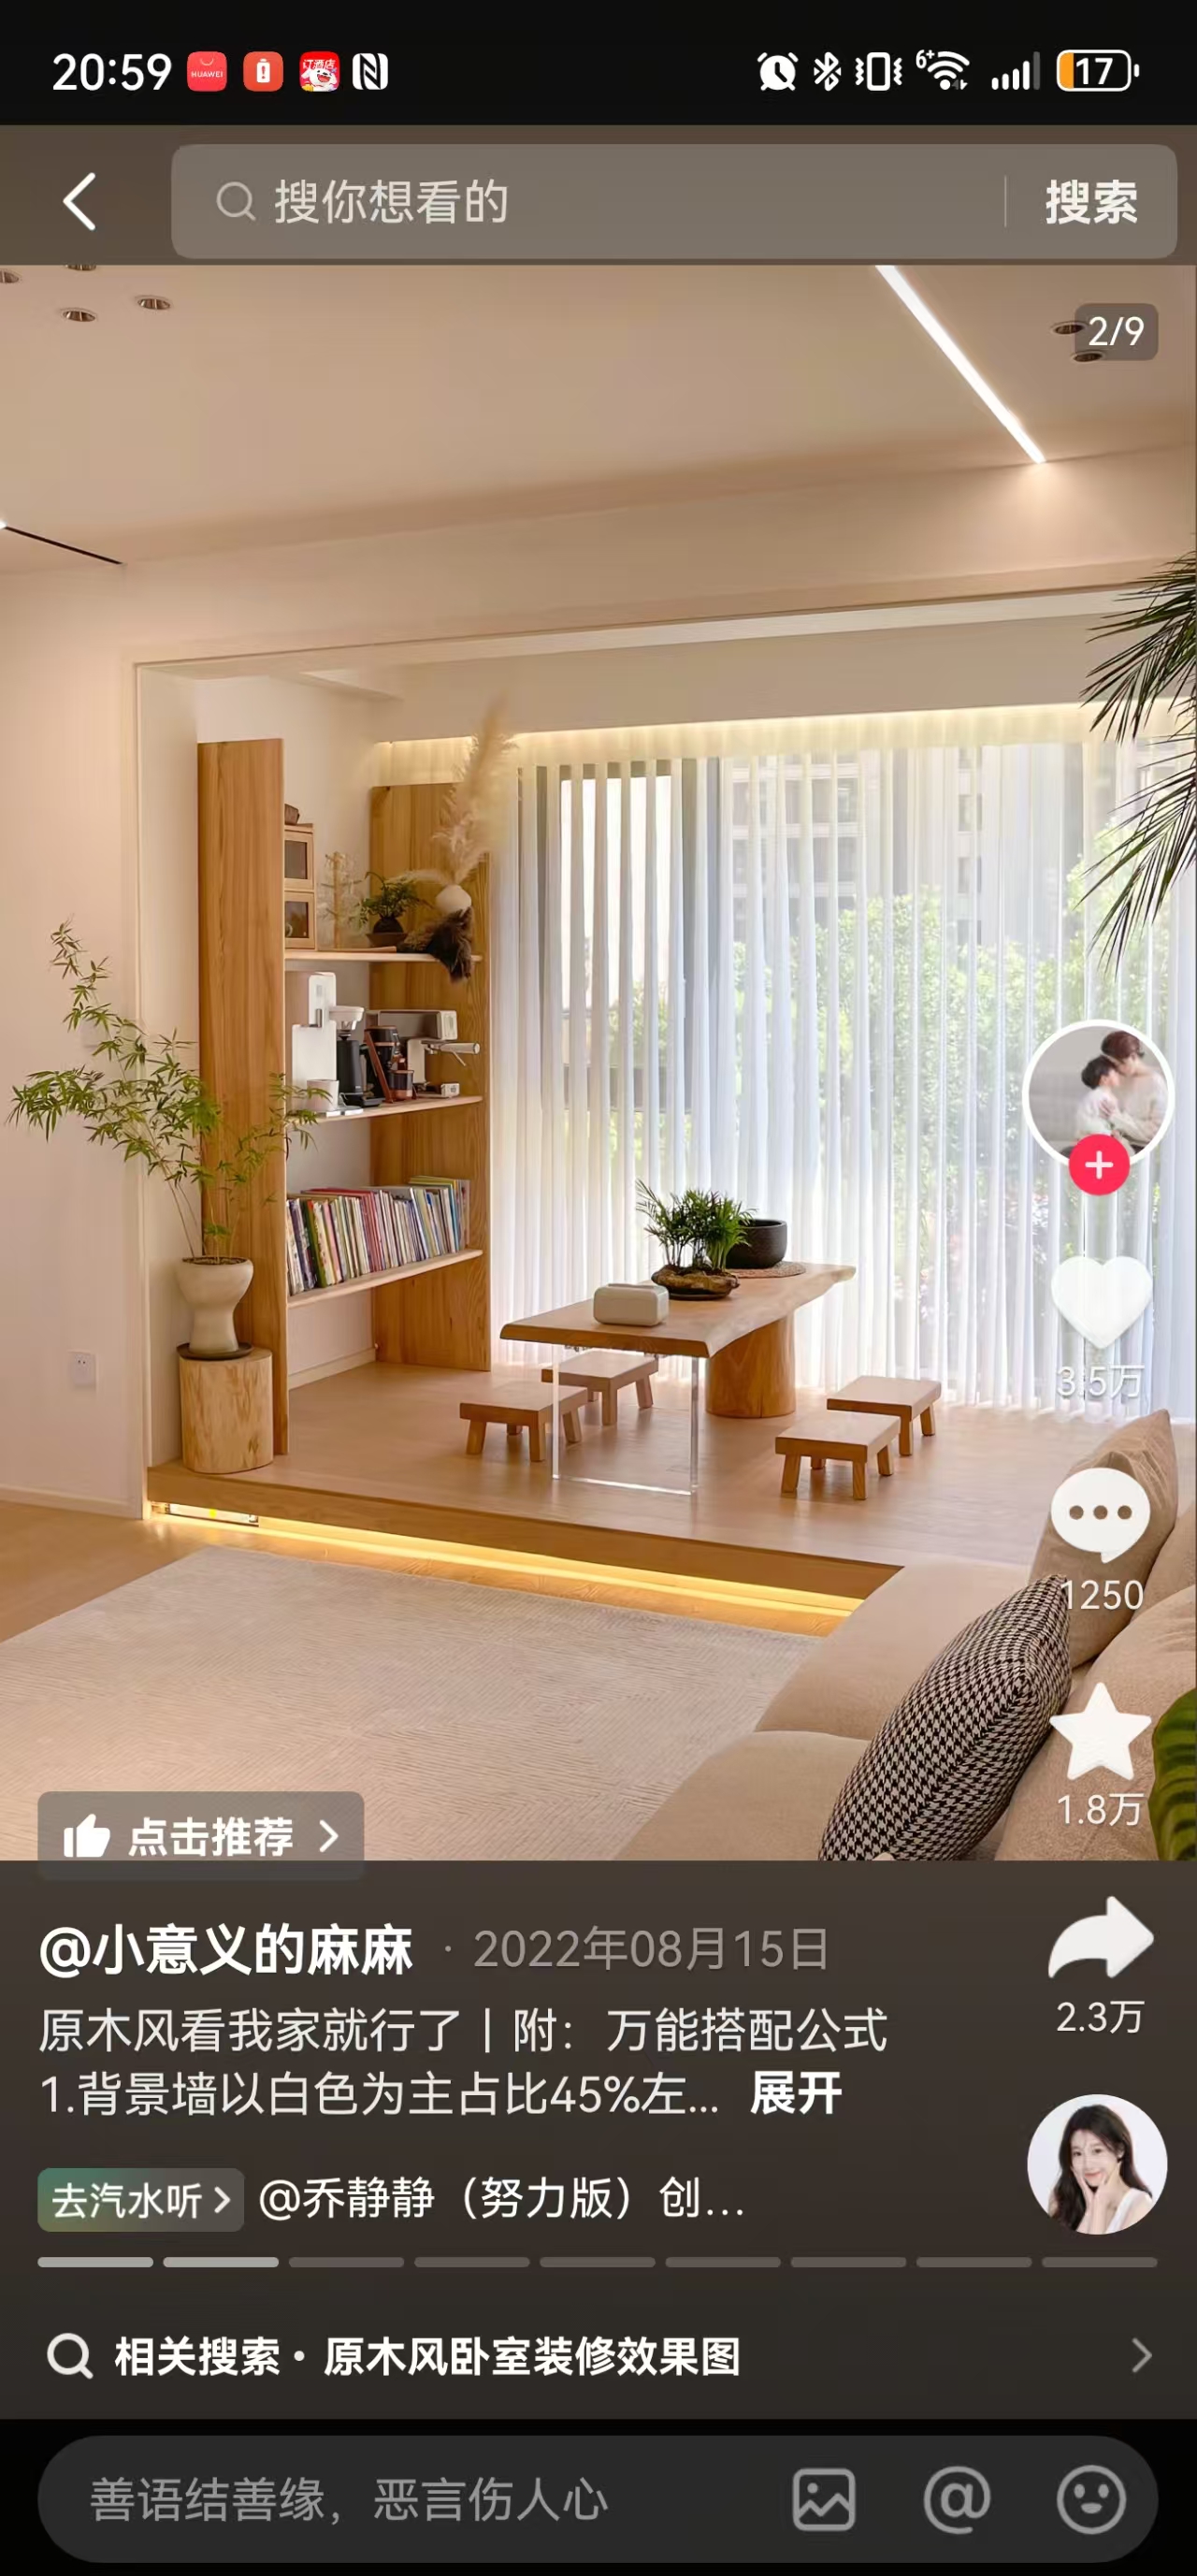 20:59
HUAWEI
订酒店
6+
17
搜你想看的
搜索
2/9
3.5万
1250
1.8万
点击推荐
@小意义的麻麻 · 2022年08月15日
2.3万
原木风看我家就行了 | 附：万能搭配公式
1.背景墙以白色为主占比45%左... 展开
去汽水听 @乔静静（努力版）创...
相关搜索 · 原木风卧室装修效果图
善语结善缘，恶言伤人心